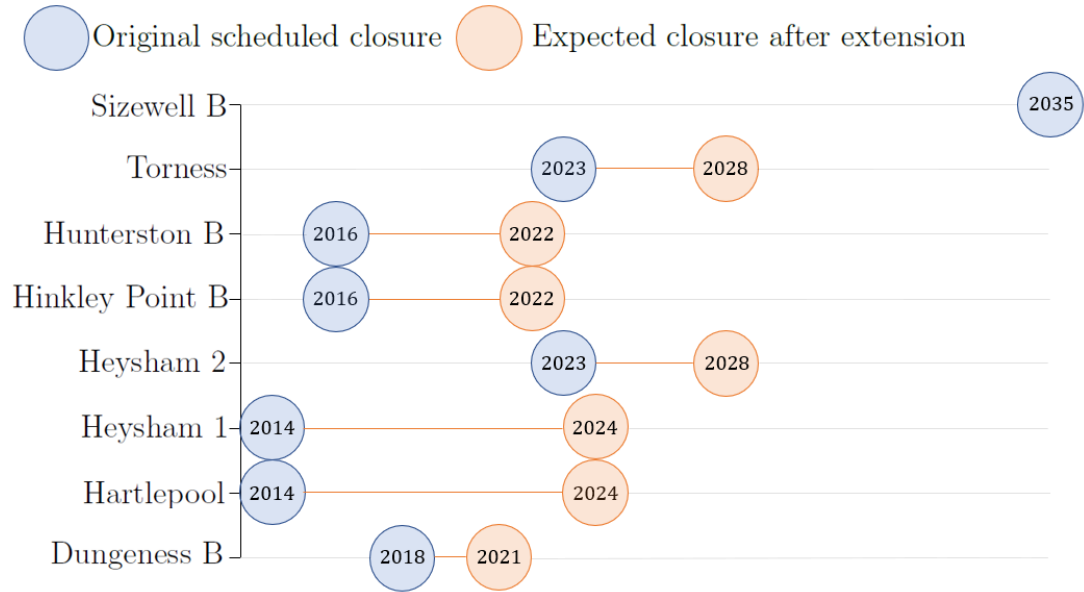 Original scheduled closure Expected closure after extension
Sizewell B 2035
Torness 2023 2028
Hunterston B 2016 2022
Hinkley Point B 2016 2022
Heysham 2 2023 2028
Heysham 1 2014 2024
Hartlepool 2014 2024
Dungeness B 2018 2021